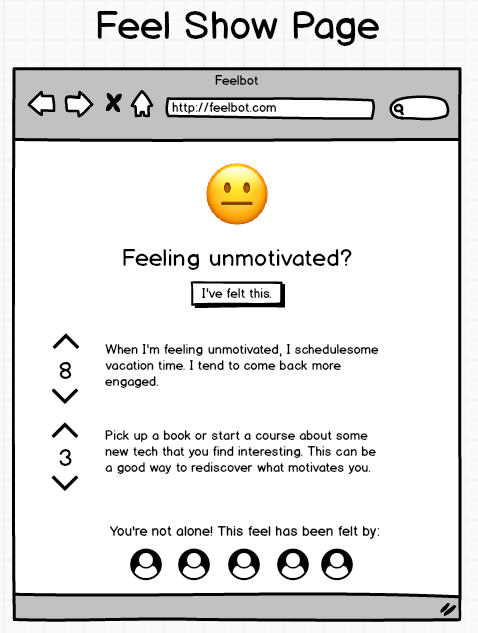 Feel Show Page
Feelbot
http://feelbot.com
Feeling unmotivated?
I've felt this.
8
When I'm feeling unmotivated, I schedulesome
vacation time. I tend to come back more
engaged.
3
Pick up a book or start a course about some
new tech that you find interesting. This can be
a good way to rediscover what motivates you.
You're not alone! This feel has been felt by: